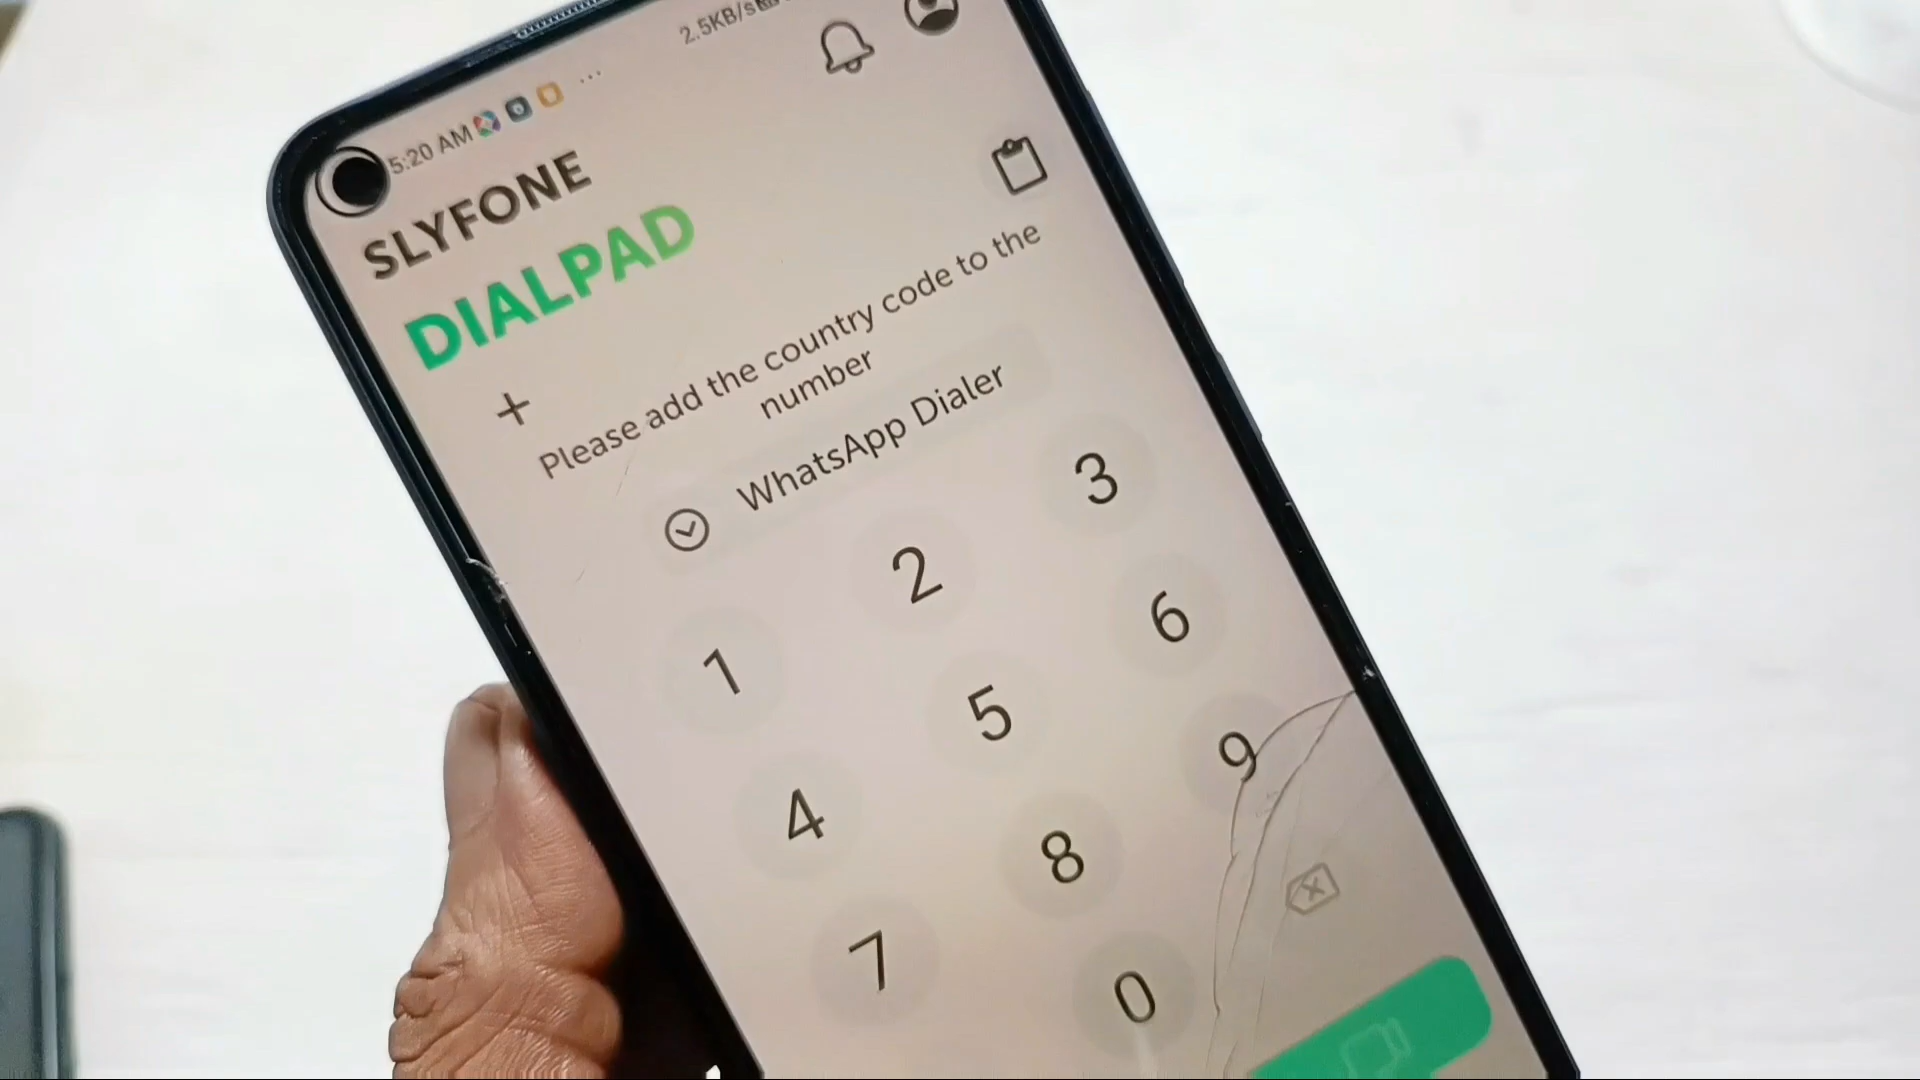 5:20 AM ... 2.5KB/s
SLYFONE
DIALPAD
+
Please add the country code to the
number
WhatsApp Dialer
1 2 3
4 5 6
7 8 9
0